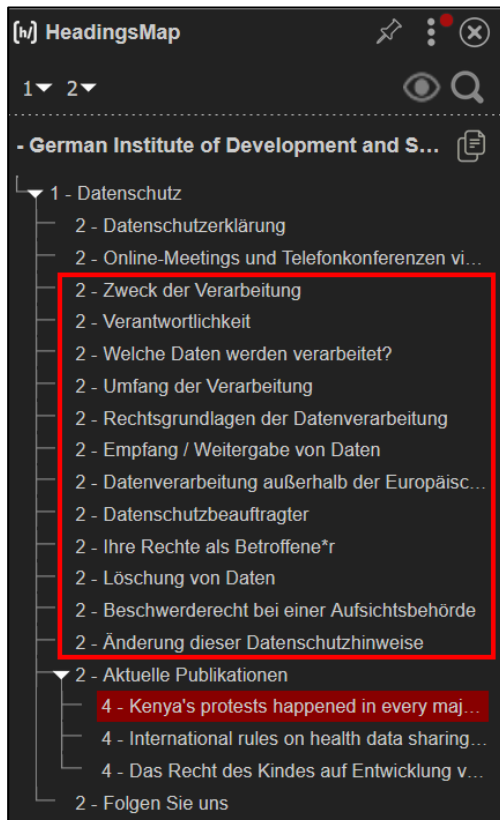 [h/] HeadingsMap
1 2
- German Institute of Development and S...
1 - Datenschutz
2 - Datenschutzerklärung
2 - Online-Meetings und Telefonkonferenzen vi...
2 - Zweck der Verarbeitung
2 - Verantwortlichkeit
2 - Welche Daten werden verarbeitet?
2 - Umfang der Verarbeitung
2 - Rechtsgrundlagen der Datenverarbeitung
2 - Empfang / Weitergabe von Daten
2 - Datenverarbeitung außerhalb der Europäisc...
2 - Datenschutzbeauftragter
2 - Ihre Rechte als Betroffene*r
2 - Löschung von Daten
2 - Beschwerderecht bei einer Aufsichtsbehörde
2 - Änderung dieser Datenschutzhinweise
2 - Aktuelle Publikationen
4 - Kenya's protests happened in every maj...
4 - International rules on health data sharing...
4 - Das Recht des Kindes auf Entwicklung v...
2 - Folgen Sie uns